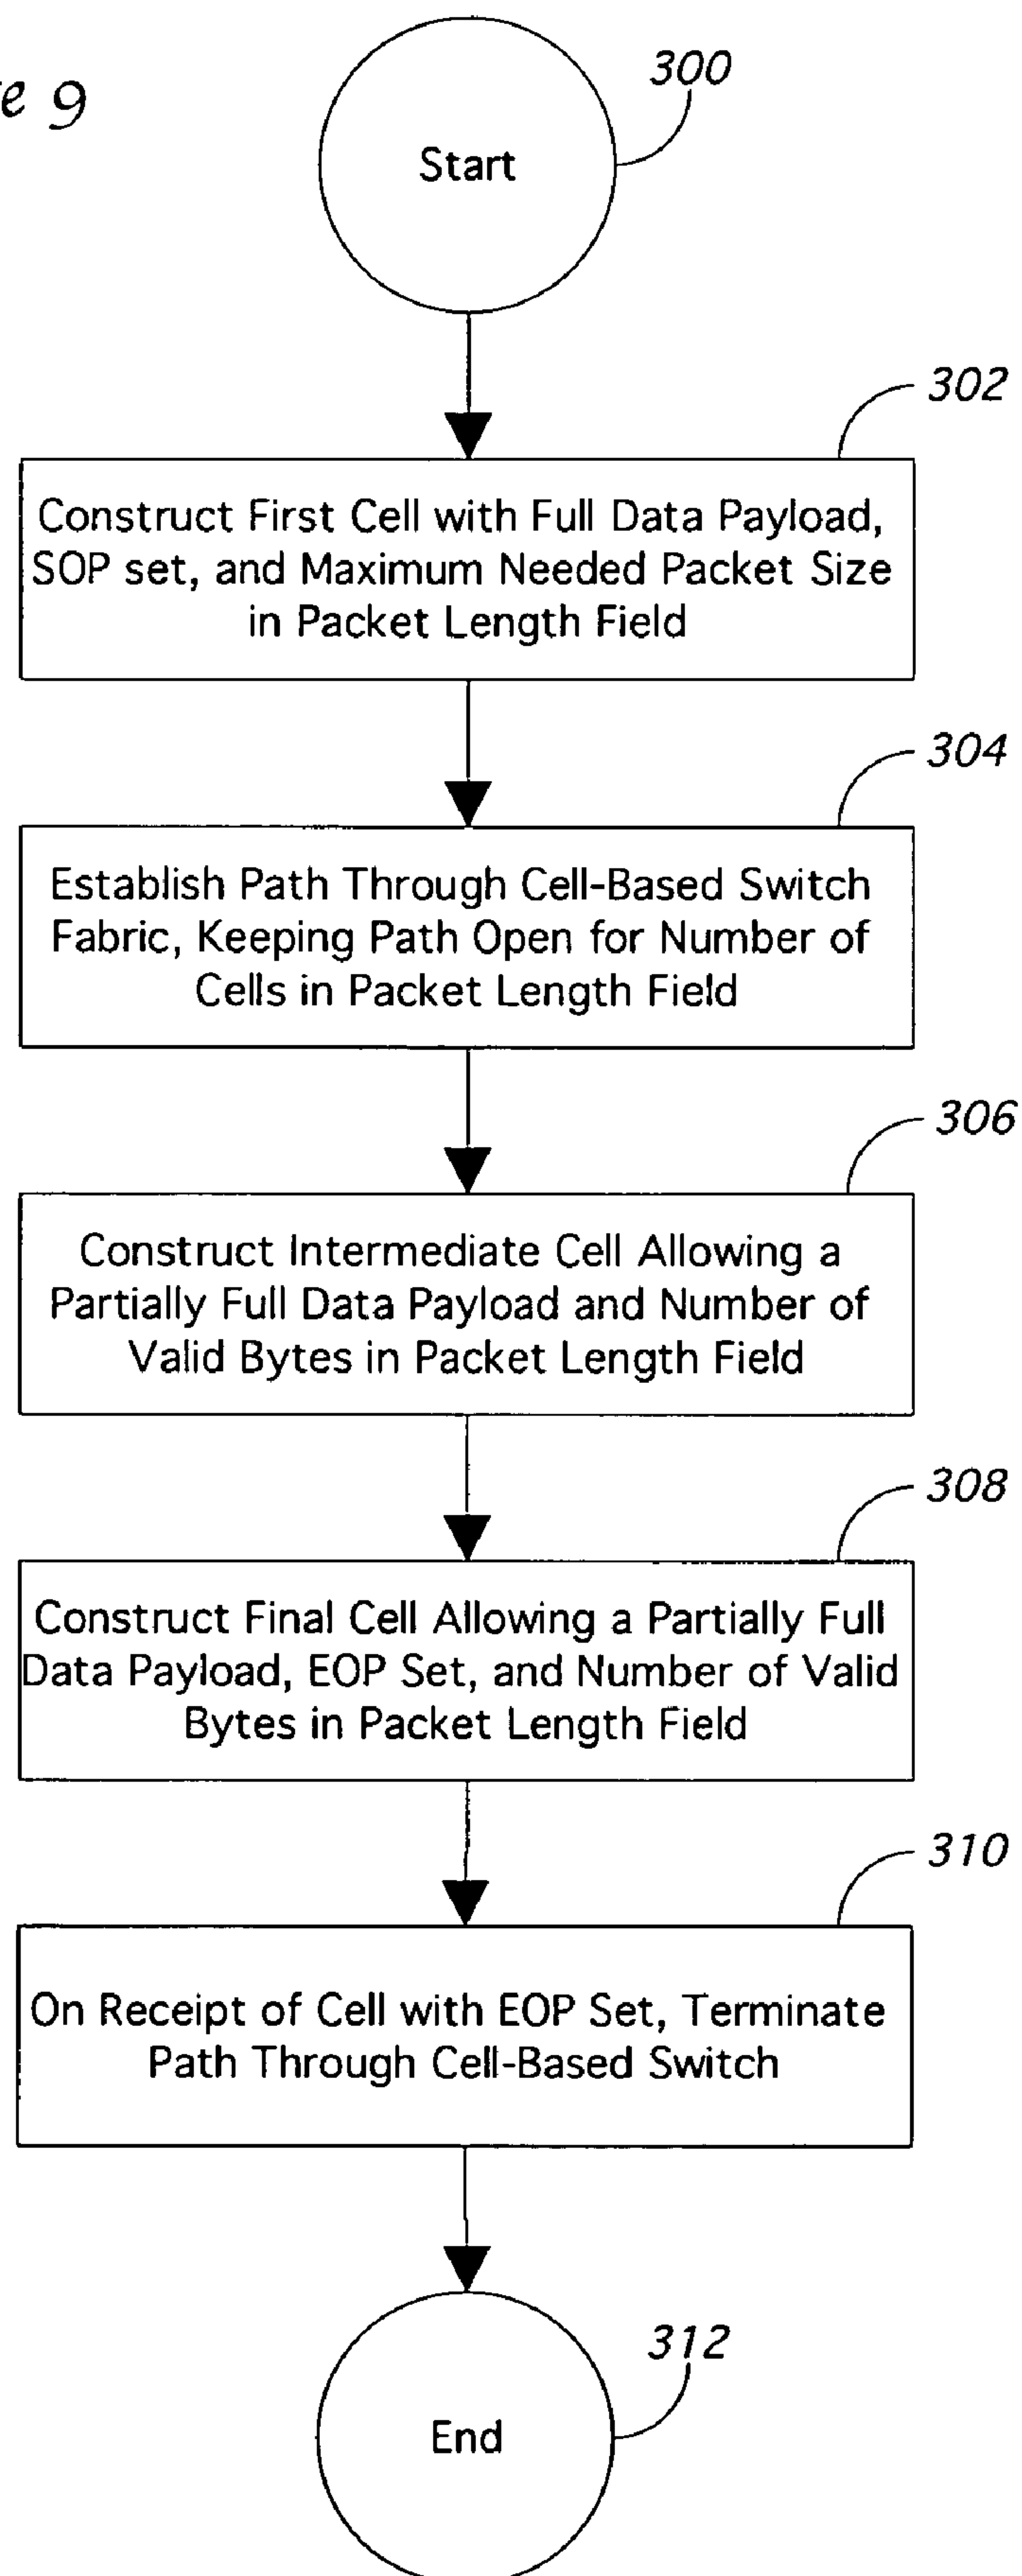 9
300
Start
302
Construct First Cell with Full Data Payload,
SOP set, and Maximum Needed Packet Size
in Packet Length Field
304
Establish Path Through Cell-Based Switch
Fabric, Keeping Path Open for Number of
Cells in Packet Length Field
306
Construct Intermediate Cell Allowing a
Partially Full Data Payload and Number of
Valid Bytes in Packet Length Field
308
Construct Final Cell Allowing a Partially Full
Data Payload, EOP Set, and Number of Valid
Bytes in Packet Length Field
310
On Receipt of Cell with EOP Set, Terminate
Path Through Cell-Based Switch
312
End